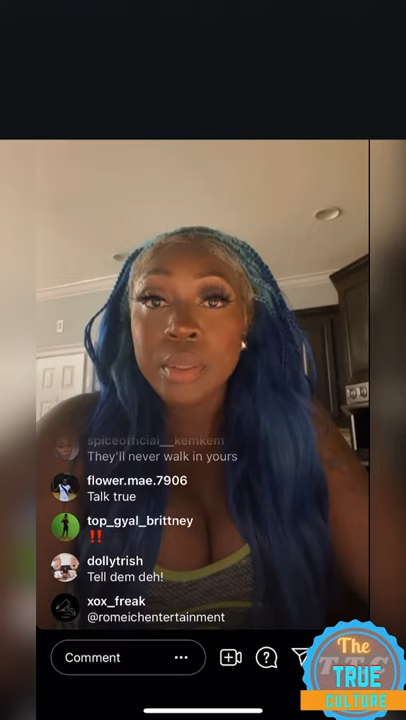 spiceofficial__kemkem
They'll never walk in yours
flower.mae.7906
Talk true
top_gyal_brittney
‼️
dollytrish
Tell dem deh!
xox_freak
@romeichentertainment
Comment
The
TTC
TRUE
CULTURE